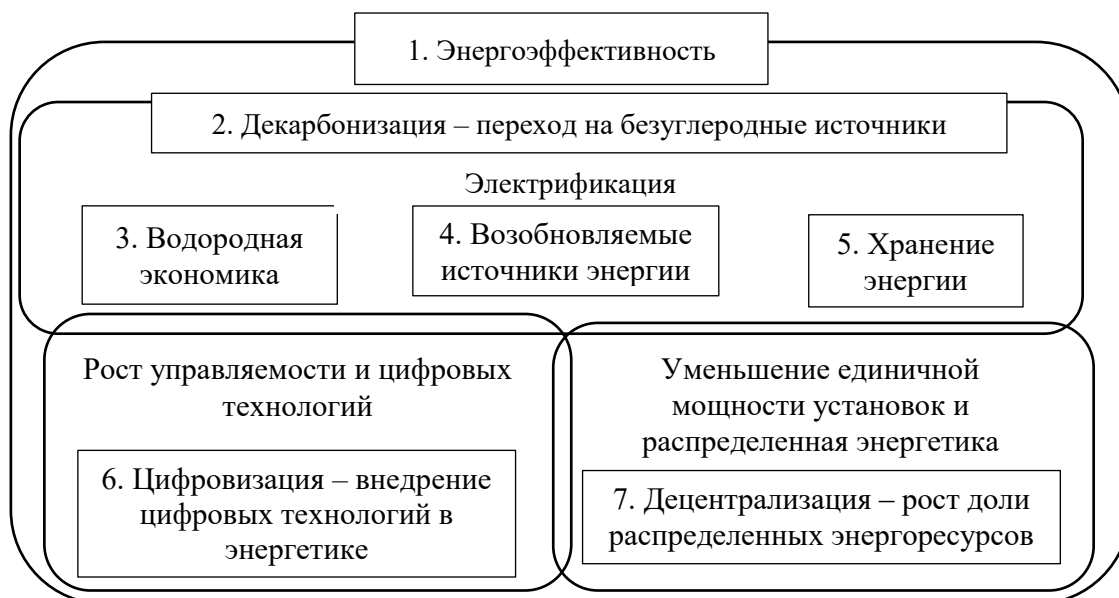 1. Энергоэффективность
2. Декарбонизация – переход на безуглеродные источники
Электрификация
3. Водородная
экономика
4. Возобновляемые
источники энергии
5. Хранение
энергии
Рост управляемости и цифровых
технологий
6. Цифровизация – внедрение
цифровых технологий в
энергетике
Уменьшение единичной
мощности установок и
распределенная энергетика
7. Децентрализация – рост доли
распределенных энергоресурсов